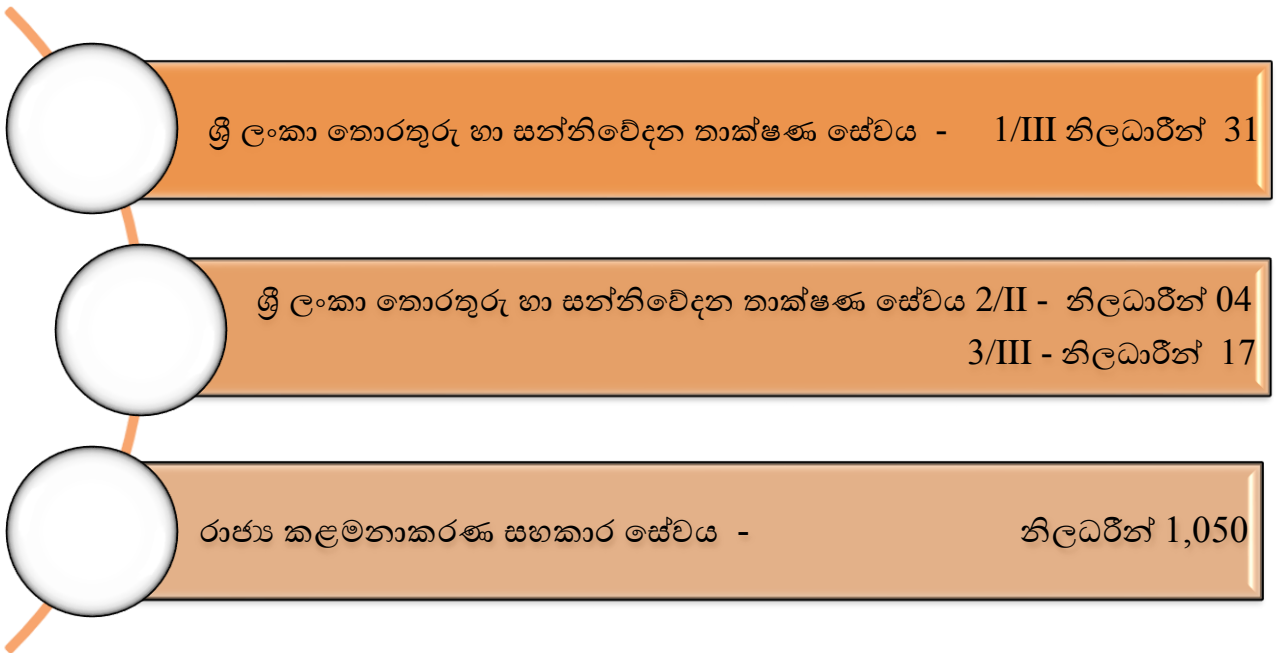 ශ්‍රී ලංකා තොරතුරු හා සන්නිවේදන තාක්ෂණ සේවය - 1/III නිලධාරීන් 31
ශ්‍රී ලංකා තොරතුරු හා සන්නිවේදන තාක්ෂණ සේවය 2/II - නිලධාරීන් 04
3/III - නිලධාරීන් 17
රාජ්‍ය කළමනාකරණ සහකාර සේවය - නිලධරීන් 1,050